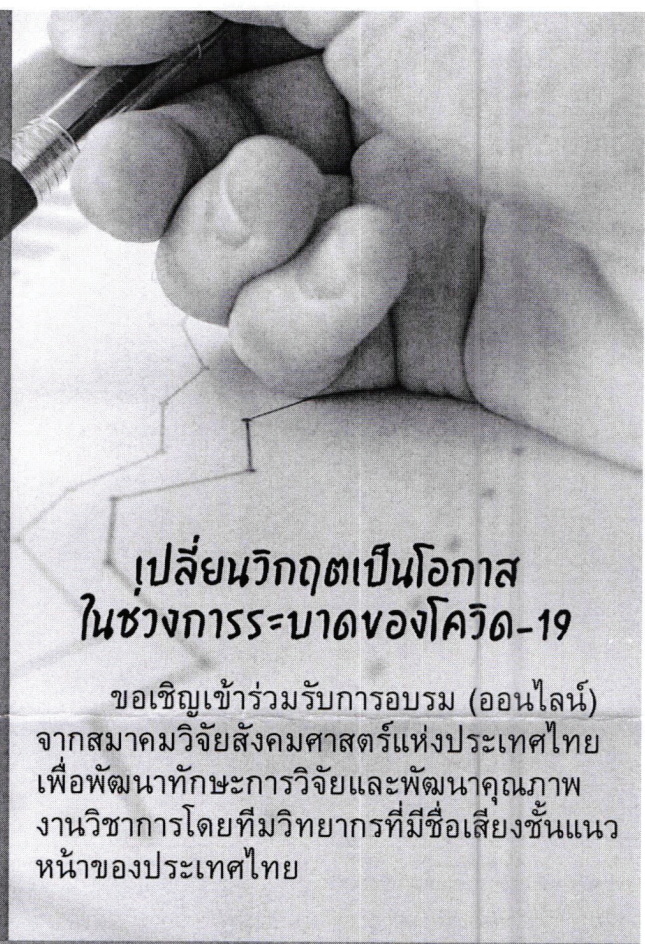 เปลี่ยนวิกฤตเป็นโอกาส
ในช่วงการระบาดของโควิด-19
ขอเชิญเข้าร่วมรับการอบรม (ออนไลน์)
จากสมาคมวิจัยสังคมศาสตร์แห่งประเทศไทย
เพื่อพัฒนาทักษะการวิจัยและพัฒนาคุณภาพ
งานวิชาการโดยทีมวิทยากรที่มีชื่อเสียงชั้นแนว
หน้าของประเทศไทย